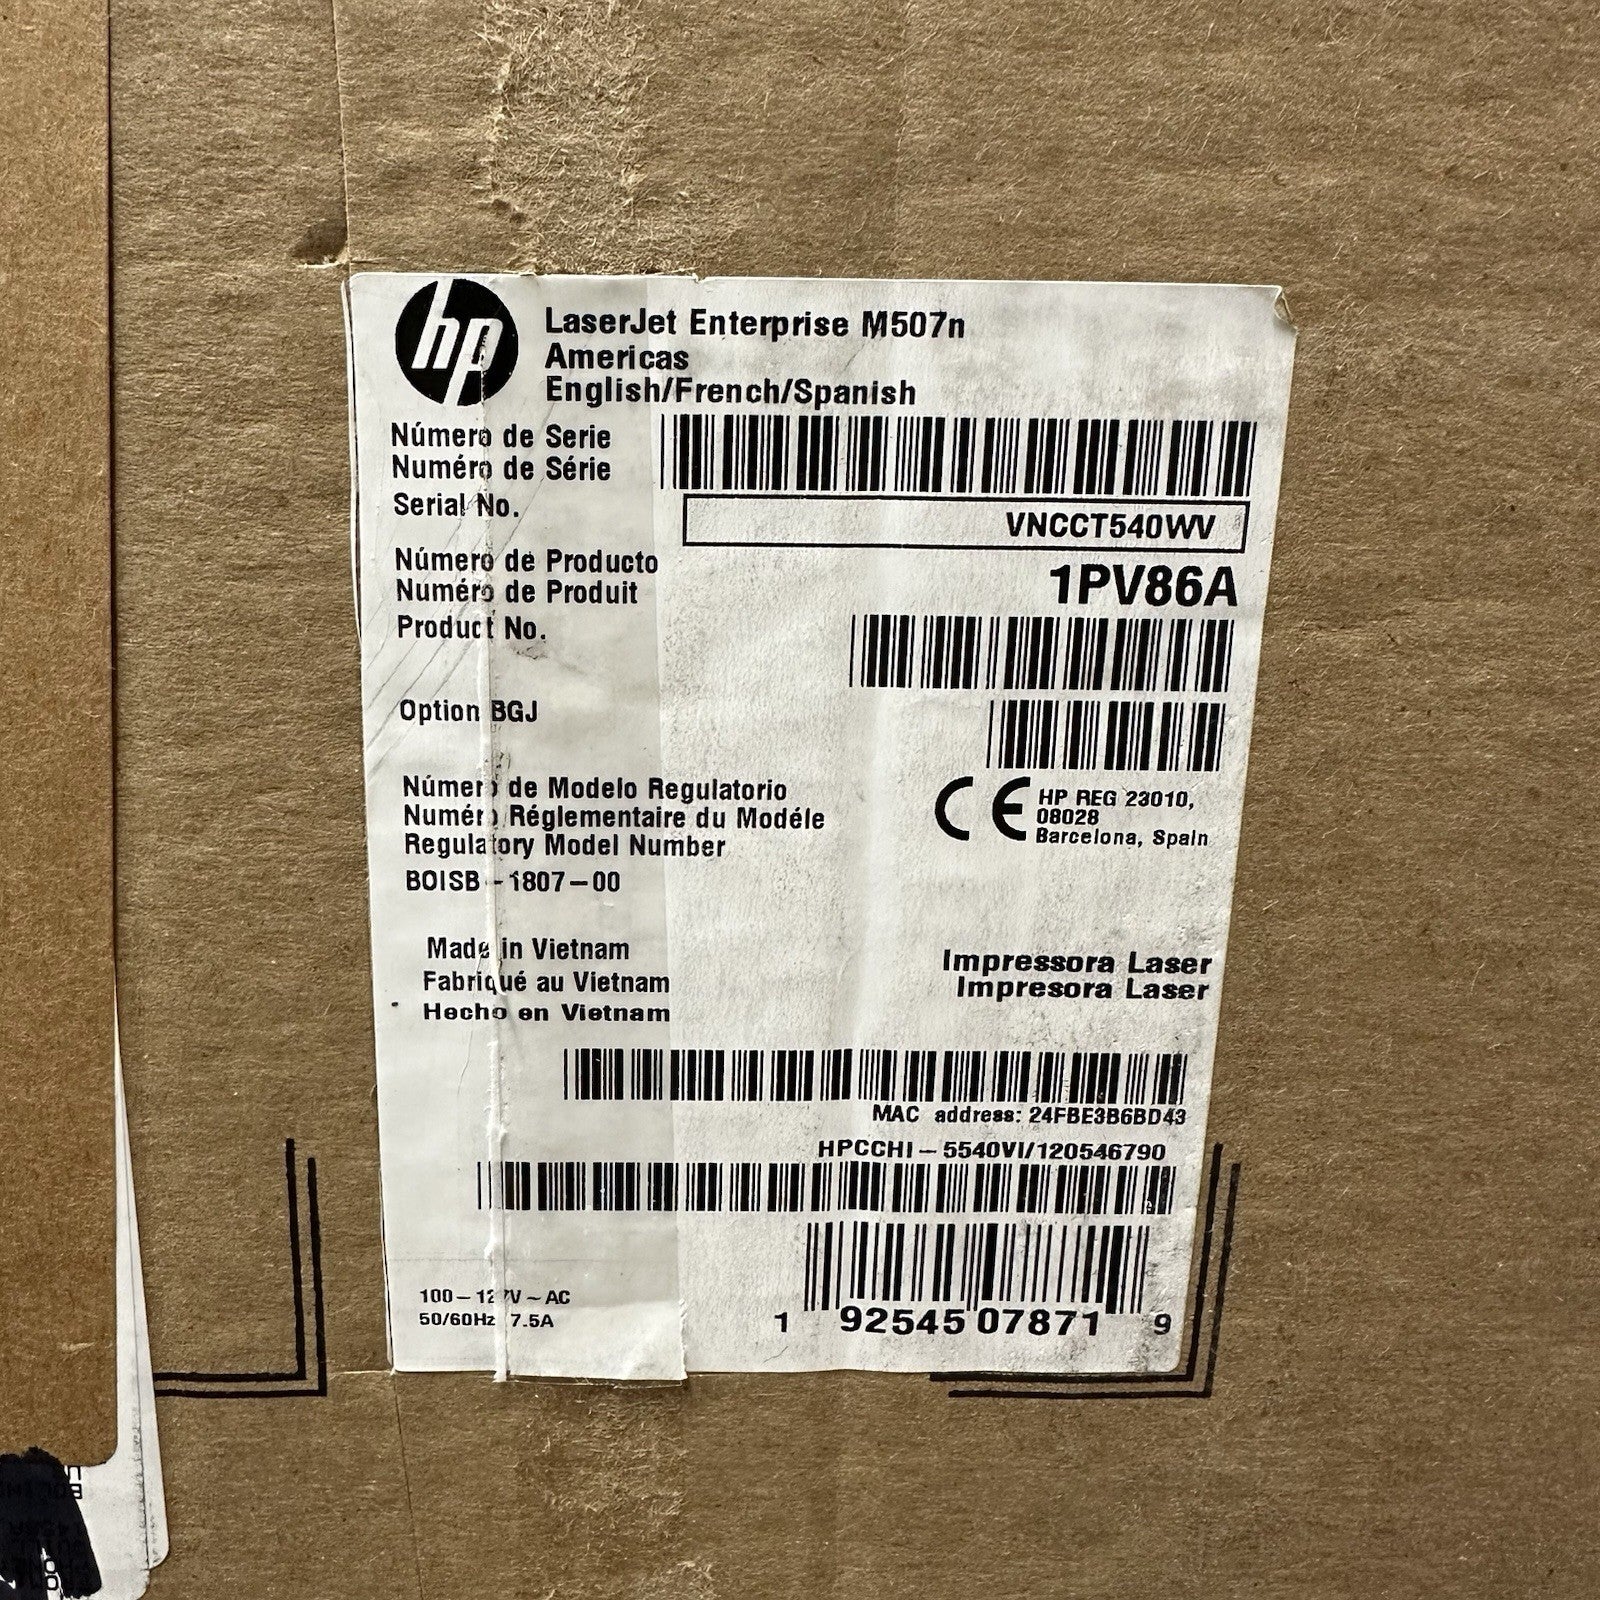 hp
LaserJet Enterprise M507n
Americas
English/French/Spanish
Número de Serie
Numéro de Série
Serial No.
VNCCT540WV
Número de Producto
Numéro de Produit
1PV86A
Product No.
Option BGJ
Número de Modelo Regulatorio
Numéro Réglementaire du Modéle
Regulatory Model Number
BOISB-1807-00
CE HP REG 23010,
08028
Barcelona, Spain
Made in Vietnam
Fabriqué au Vietnam
Hecho en Vietnam
Impressora Laser
Impresora Laser
MAC address: 24FBE3B6BD43
HPCCHI-5540VI/120546790
100-127V~AC
50/60Hz 7.5A
1 92545 07871 9